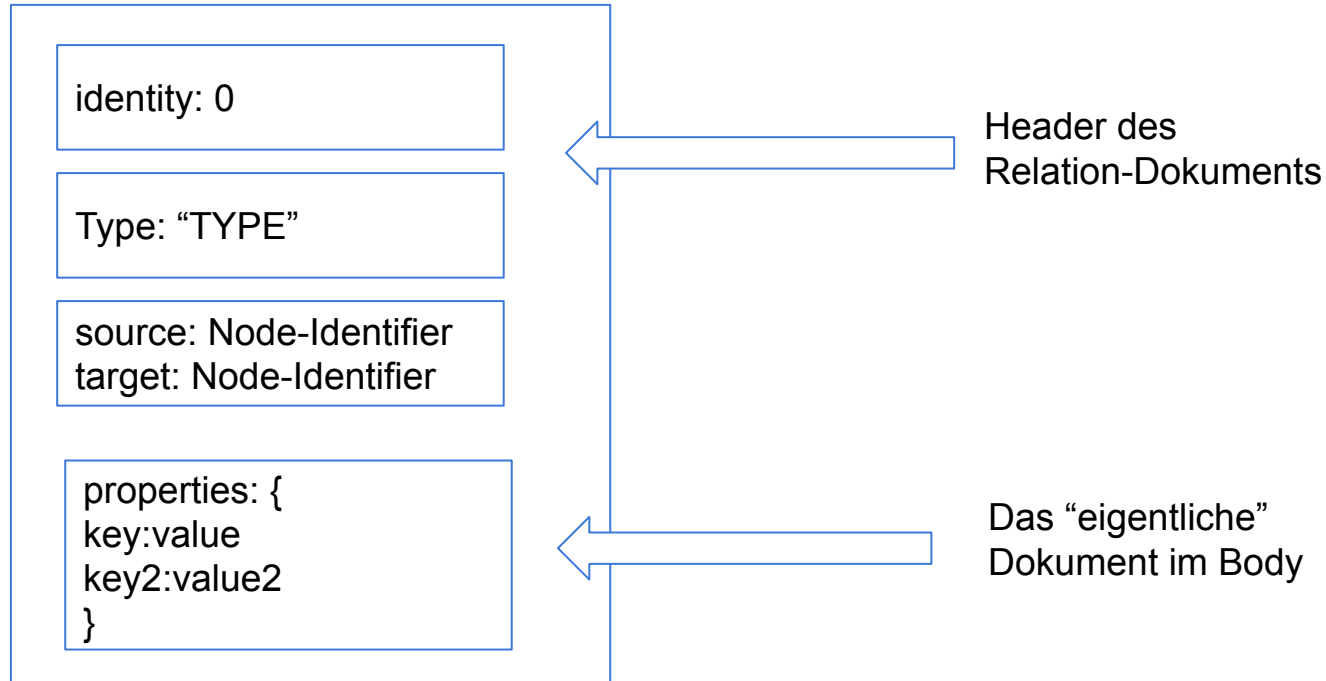 identity: 0
Header des
Relation-Dokuments
Type: “TYPE”
source: Node-Identifier
target: Node-Identifier
properties: {
key:value
key2:value2
}
Das “eigentliche”
Dokument im Body